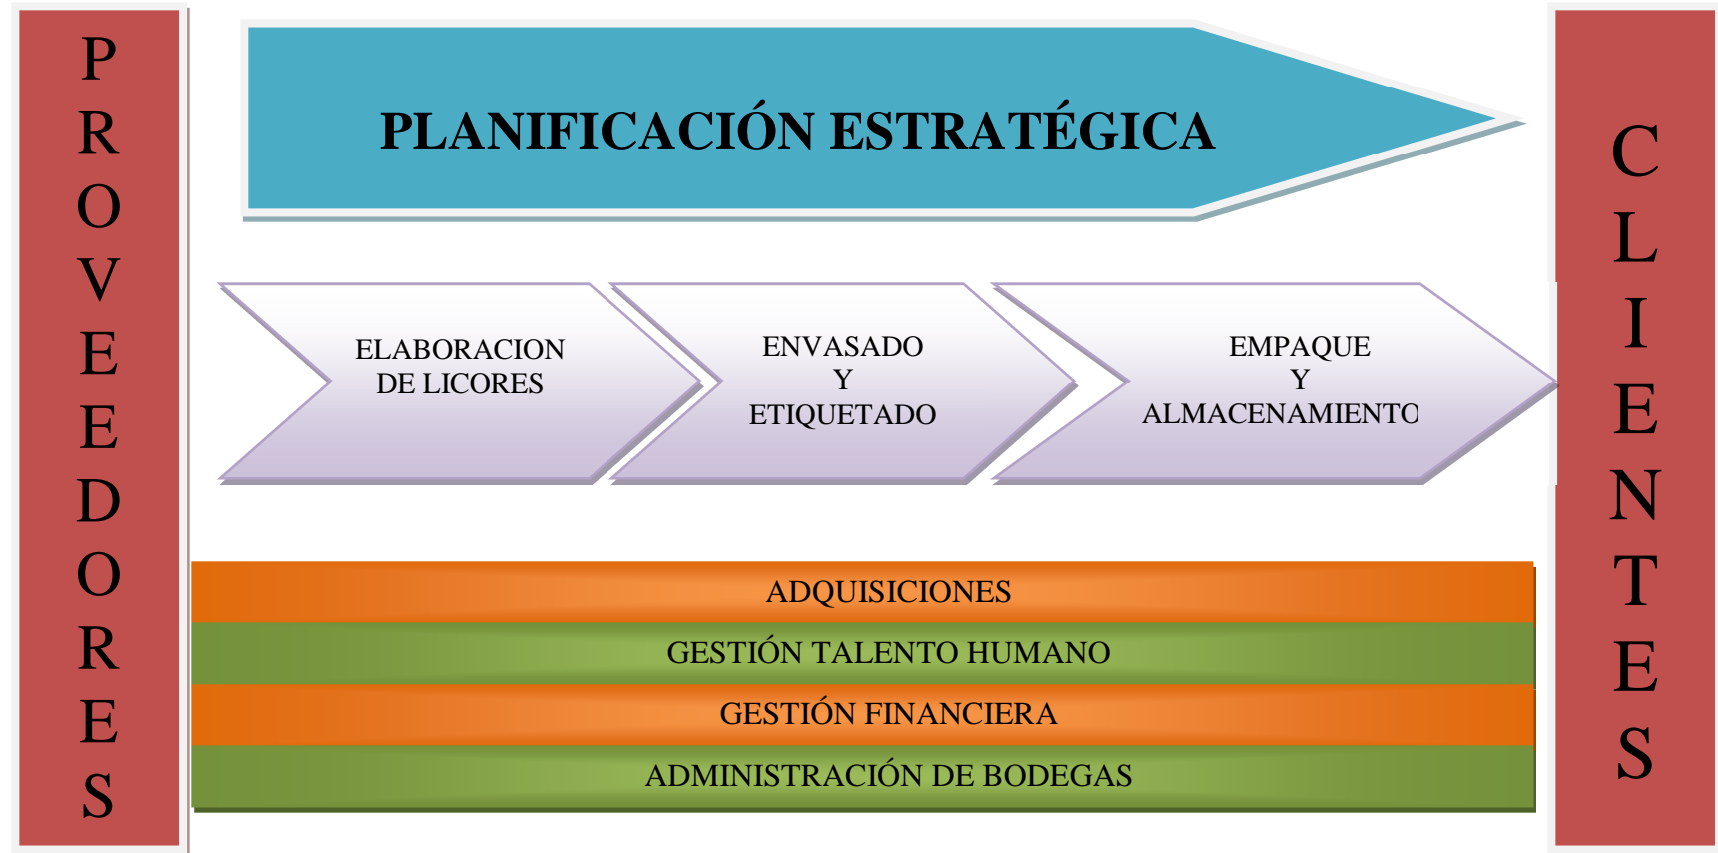 PROVEEDORES
PLANIFICACIÓN ESTRATÉGICA
ELABORACION
DE LICORES
ENVASADO
Y
ETIQUETADO
EMPAQUE
Y
ALMACENAMIENTO
ADQUISICIONES
GESTIÓN TALENTO HUMANO
GESTIÓN FINANCIERA
ADMINISTRACIÓN DE BODEGAS
CLIENTES